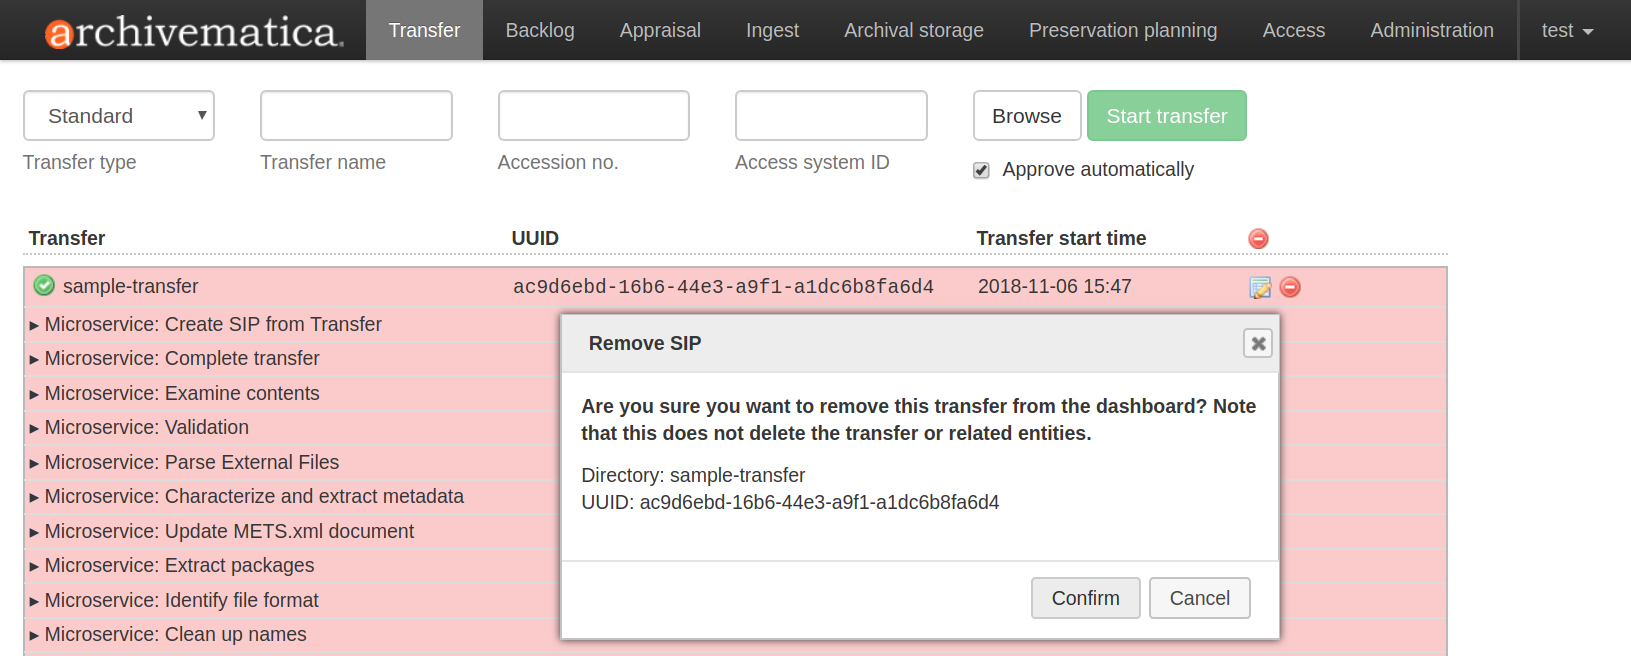 archivematica. Transfer Backlog Appraisal Ingest Archival storage Preservation planning Access Administration test
Standard Browse Start transfer
Transfer type Transfer name Accession no. Access system ID
Approve automatically
Transfer UUID Transfer start time
sample-transfer ac9d6ebd-16b6-44e3-a9f1-a1dc6b8fa6d4 2018-11-06 15:47
Microservice: Create SIP from Transfer
Microservice: Complete transfer
Microservice: Examine contents
Microservice: Validation
Microservice: Parse External Files
Microservice: Characterize and extract metadata
Microservice: Update METS.xml document
Microservice: Extract packages
Microservice: Identify file format
Microservice: Clean up names
Remove SIP
Are you sure you want to remove this transfer from the dashboard? Note
that this does not delete the transfer or related entities.
Directory: sample-transfer
UUID: ac9d6ebd-16b6-44e3-a9f1-a1dc6b8fa6d4
Confirm Cancel